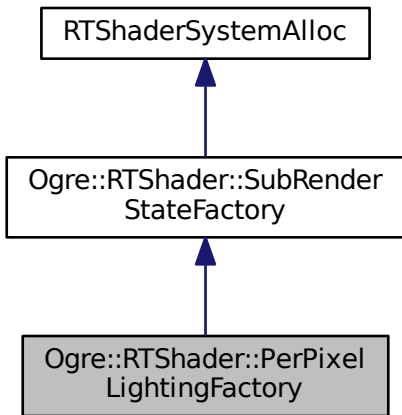 RTShaderSystemAlloc
Ogre::RTShader::SubRender
StateFactory
Ogre::RTShader::PerPixel
LightingFactory